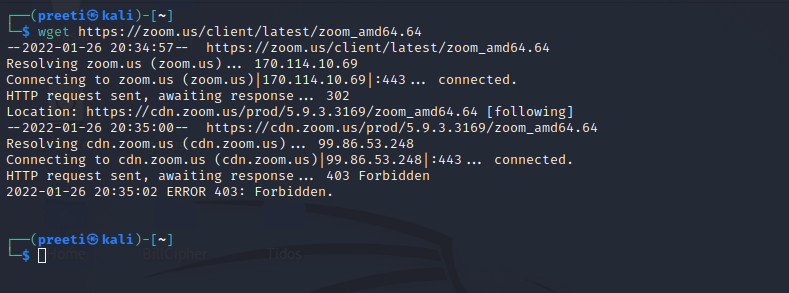 ┌──(preeti㉿kali)-[~]
└─$ wget https://zoom.us/client/latest/zoom_amd64.64
--2022-01-26 20:34:57--  https://zoom.us/client/latest/zoom_amd64.64
Resolving zoom.us (zoom.us)... 170.114.10.69
Connecting to zoom.us (zoom.us)|170.114.10.69|:443... connected.
HTTP request sent, awaiting response... 302
Location: https://cdn.zoom.us/prod/5.9.3.3169/zoom_amd64.64 [following]
--2022-01-26 20:35:00--  https://cdn.zoom.us/prod/5.9.3.3169/zoom_amd64.64
Resolving cdn.zoom.us (cdn.zoom.us)... 99.86.53.248
Connecting to cdn.zoom.us (cdn.zoom.us)|99.86.53.248|:443... connected.
HTTP request sent, awaiting response... 403 Forbidden
2022-01-26 20:35:02 ERROR 403: Forbidden.
┌──(preeti㉿kali)-[~]
└─$
Home BillCipher Tidos